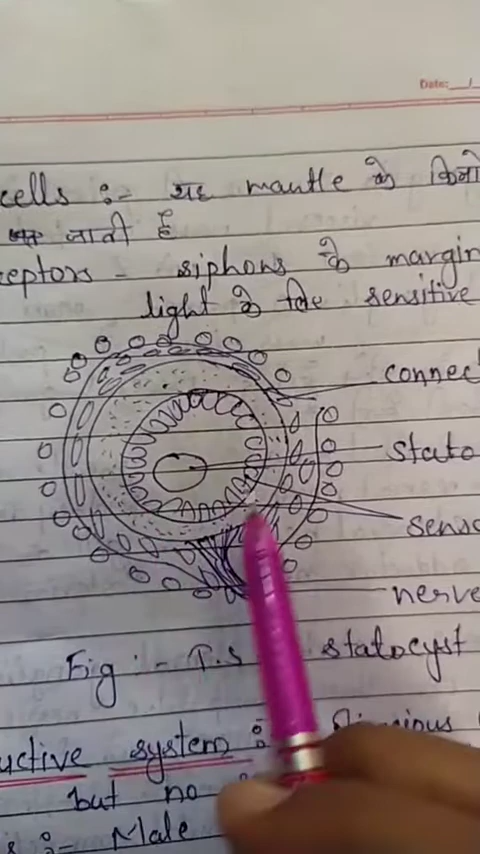 Date:
cells :- यह mantle के किनो
जाती है
eptors - siphons के margin
light के sensitive
connec
stato
senso
nerve
Fig :- T.S statocyst
uctive system :-
but no
s :- Male